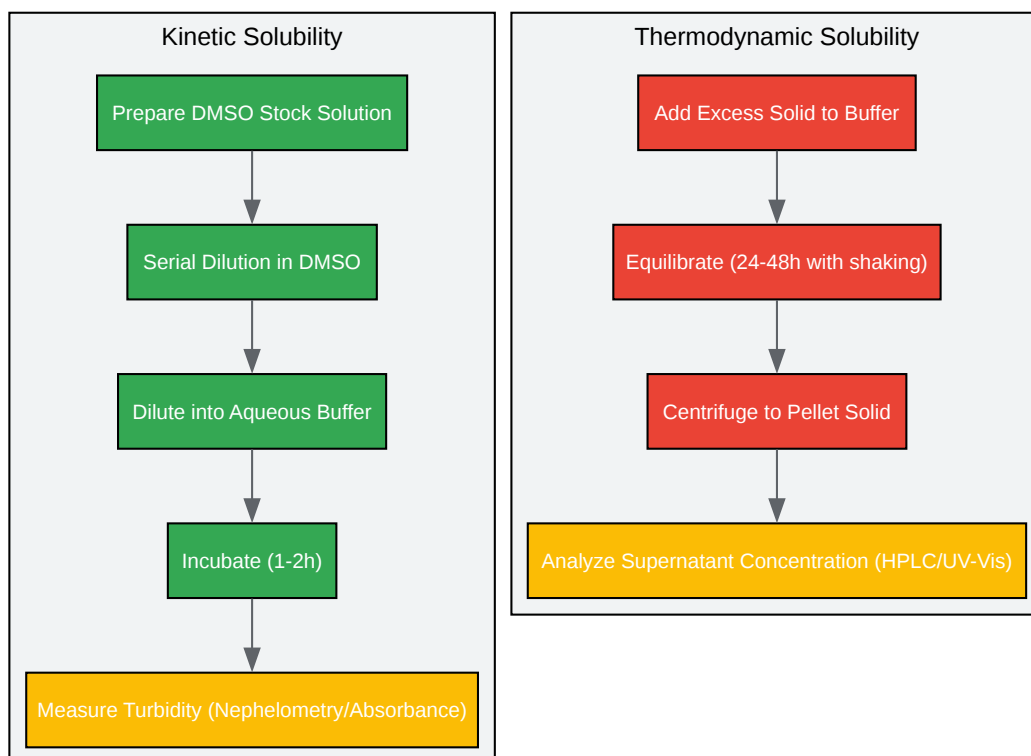 Kinetic Solubility
Prepare DMSO Stock Solution
Serial Dilution in DMSO
Dilute into Aqueous Buffer
Incubate (1-2h)
Measure Turbidity (Nephelometry/Absorbance)
Thermodynamic Solubility
Add Excess Solid to Buffer
Equilibrate (24-48h with shaking)
Centrifuge to Pellet Solid
Analyze Supernatant Concentration (HPLC/UV-Vis)